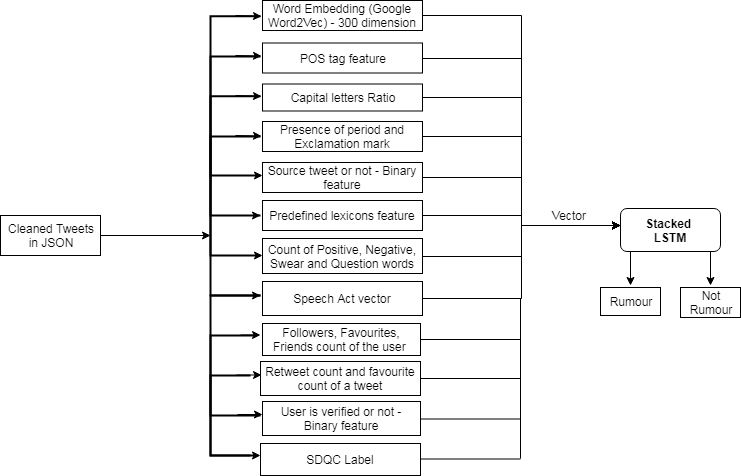 Word Embedding (Google
Word2Vec) - 300 dimension
POS tag feature
Capital letters Ratio
Presence of period and
Exclamation mark
Source tweet or not - Binary
feature
Predefined lexicons feature
Cleaned Tweets
in JSON
Count of Positive, Negative,
Swear and Question words
Speech Act vector
Followers, Favourites,
Friends count of the user
Retweet count and favourite
count of a tweet
User is verified or not -
Binary feature
SDQC Label
Vector
Stacked
LSTM
Rumour
Not
Rumour